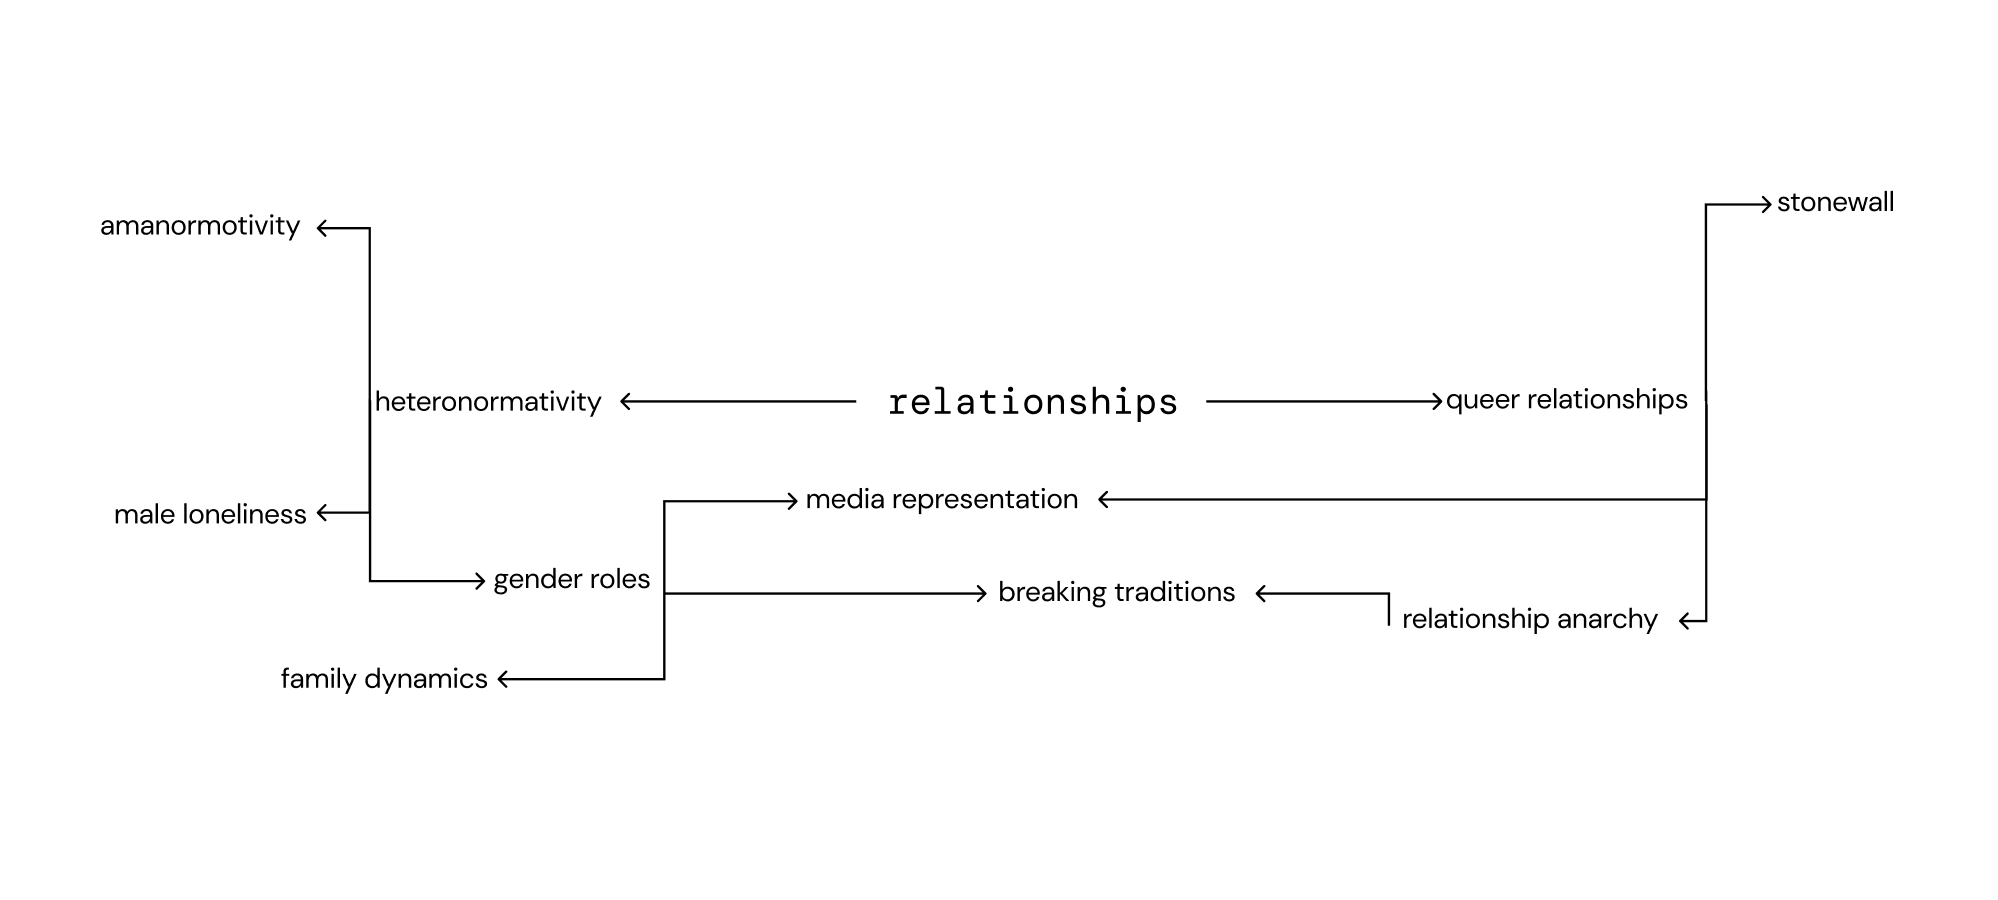 stonewall
amanormotivity
heteronormativity
relationships
queer relationships
media representation
male loneliness
gender roles
breaking traditions
relationship anarchy
family dynamics